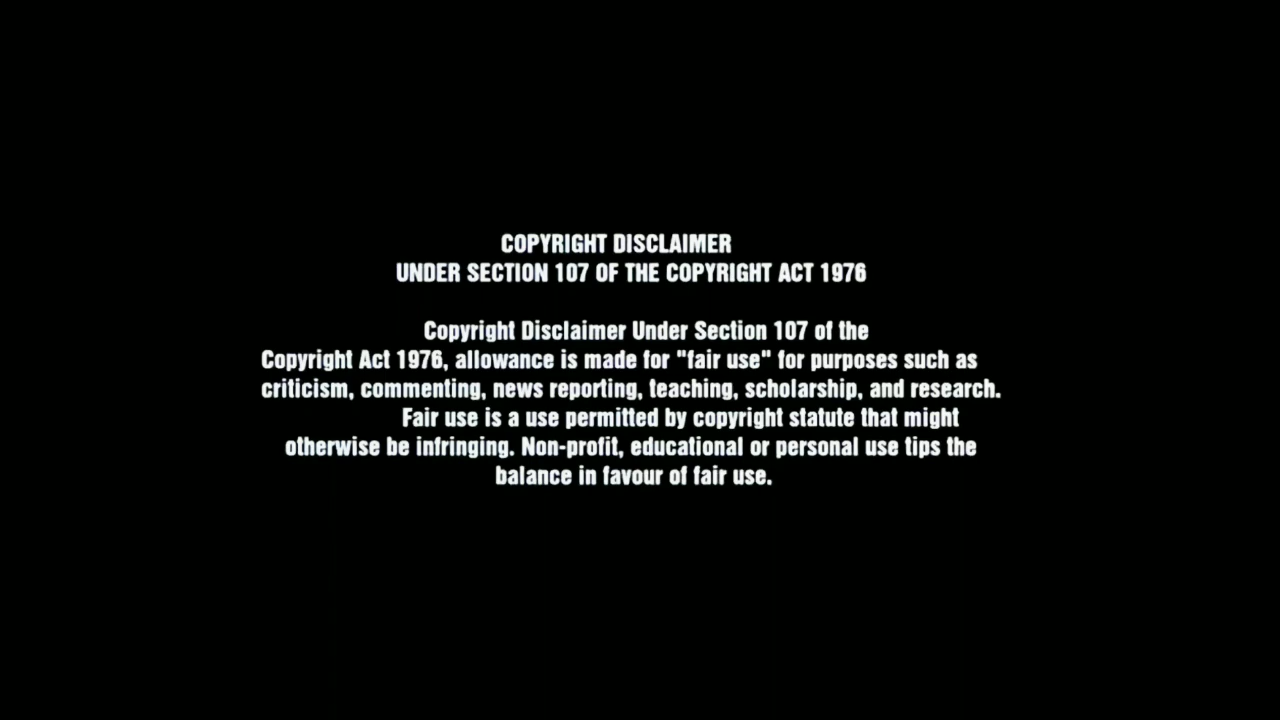 COPYRIGHT DISCLAIMER
UNDER SECTION 107 OF THE COPYRIGHT ACT 1976
Copyright Disclaimer Under Section 107 of the
Copyright Act 1976, allowance is made for "fair use" for purposes such as
criticism, commenting, news reporting, teaching, scholarship, and research.
Fair use is a use permitted by copyright statute that might
otherwise be infringing. Non-profit, educational or personal use tips the
balance in favour of fair use.